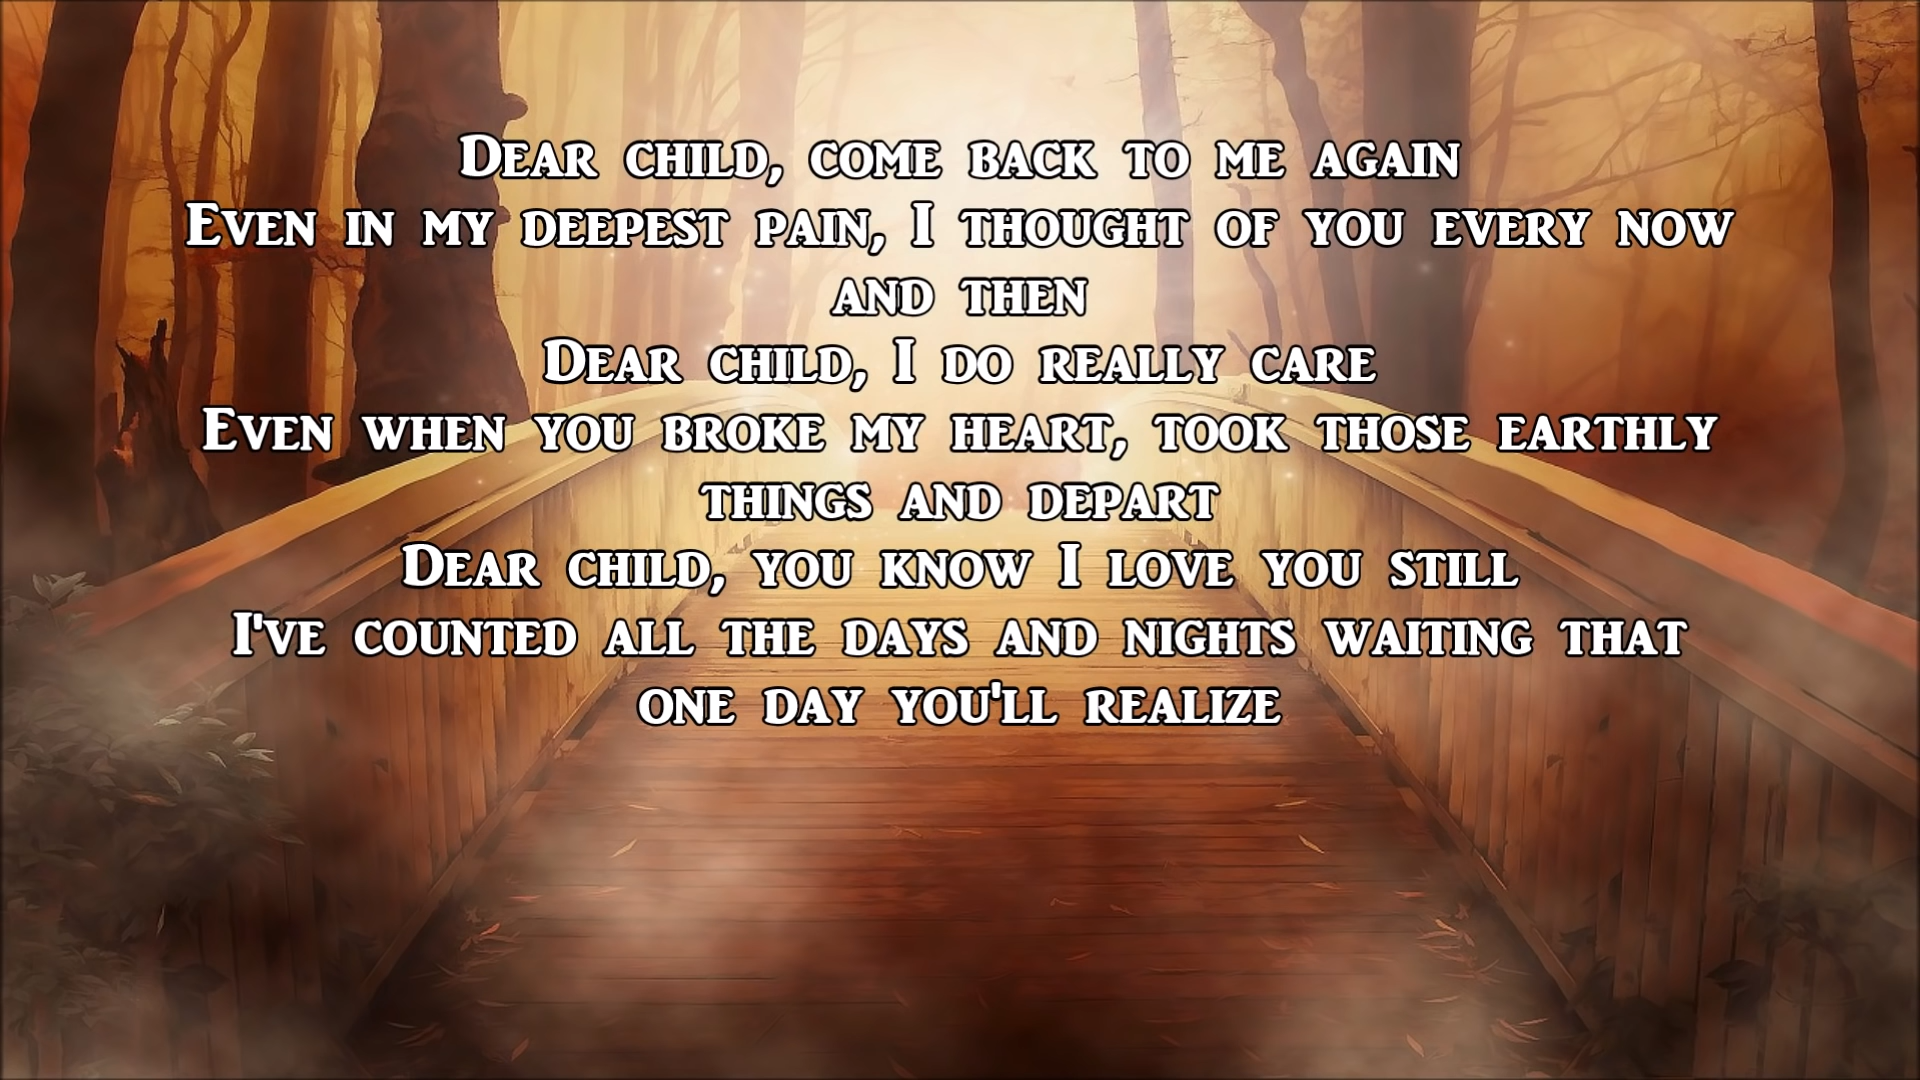 Dear child, come back to me again
Even in my deepest pain, I thought of you every now
and then
Dear child, I do really care
Even when you broke my heart, took those earthly
things and depart
Dear child, you know I love you still
I've counted all the days and nights waiting that
one day you'll realize